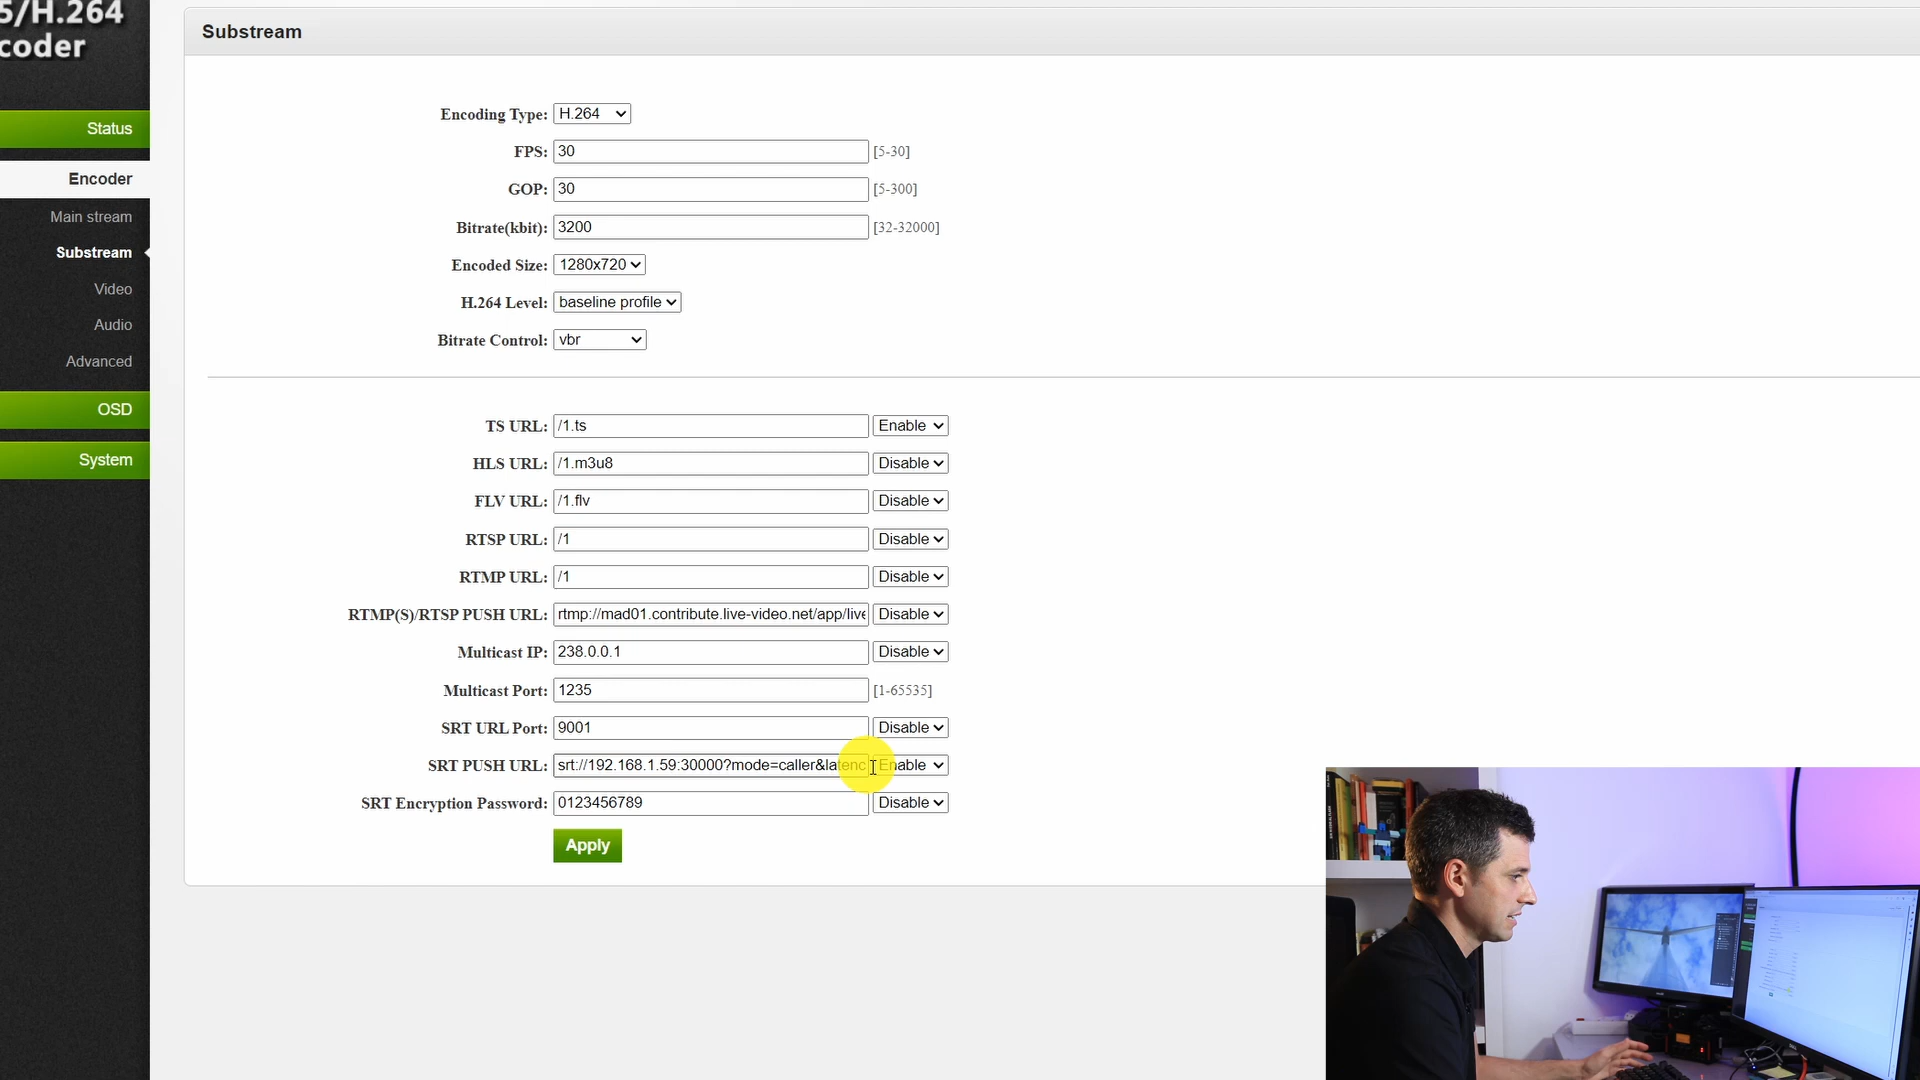 5/H.264
coder
Substream
Status
Encoder
Main stream
Substream
Video
Audio
Advanced
OSD
System
Encoding Type: H.264
FPS: 30 [5-30]
GOP: 30 [5-300]
Bitrate(kbit): 3200 [32-32000]
Encoded Size: 1280x720
H.264 Level: baseline profile
Bitrate Control: vbr
TS URL: /1.ts Enable
HLS URL: /1.m3u8 Disable
FLV URL: /1.flv Disable
RTSP URL: /1 Disable
RTMP URL: /1 Disable
RTMP(S)/RTSP PUSH URL: rtmp://mad01.contribute.live-video.net/app/live Disable
Multicast IP: 238.0.0.1 Disable
Multicast Port: 1235 [1-65535]
SRT URL Port: 9001 Disable
SRT PUSH URL: srt://192.168.1.59:30000?mode=caller&latenc Enable
SRT Encryption Password: 0123456789 Disable
Apply